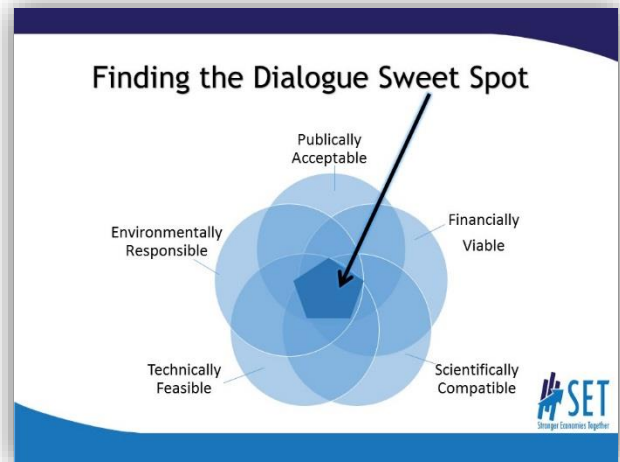 Finding the Dialogue Sweet Spot
Publically
Acceptable
Environmentally
Responsible
Financially
Viable
Technically
Feasible
Scientifically
Compatible
SET
Stronger Economies Together